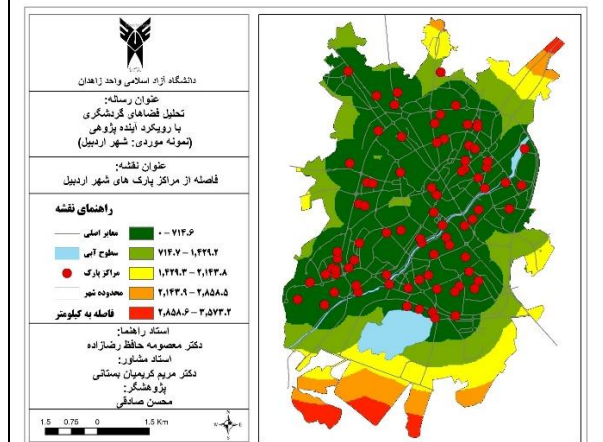 دانشگاه آزاد اسلامی واحد زاهدان
عنوان رساله:
تحلیل فضاهای گردشگری
با رویکرد آینده پژوهی
(نمونه موردی: شهر اردبیل)
عنوان نقشه:
فاصله از مراکز پارک های شهر اردبیل
راهنمای نقشه
معابر اصلی ۰ - ۷۱۴.۶
سطوح آبی ۷۱۴.۷ - ۱,۴۲۹.۲
مراکز پارک ۱,۴۲۹.۳ - ۲,۱۴۳.۸
محدوده شهر ۲,۱۴۳.۹ - ۲,۸۵۸.۵
فاصله به کیلومتر ۲,۸۵۸.۶ - ۳,۵۷۳.۲
استاد راهنما:
دکتر معصومه حافظ رضازاده
استاد مشاور:
دکتر مریم کریمیان بستانی
پژوهشگر:
محسن صادقی
1.5 0.75 0 1.5 Km